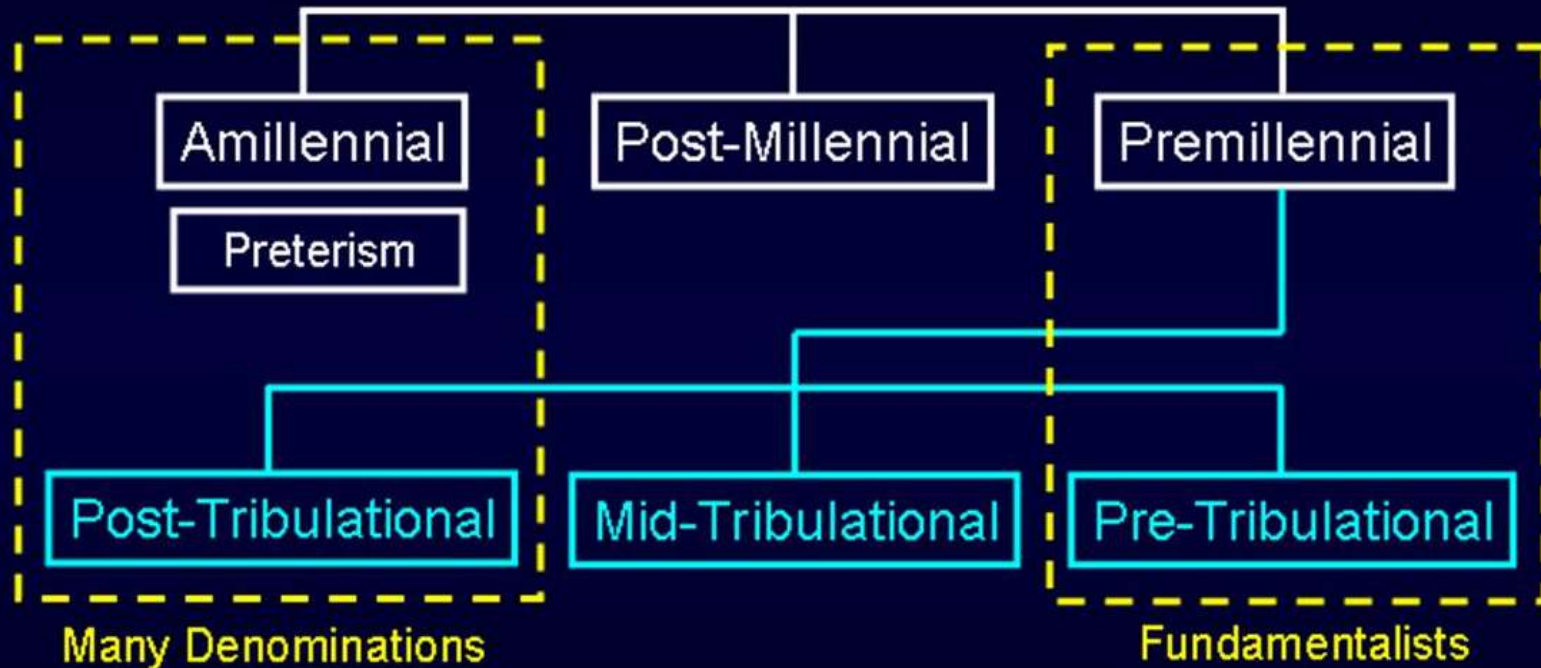 Amillennial
Post-Millennial
Premillennial
Preterism
Post-Tribulational
Mid-Tribulational
Pre-Tribulational
Many Denominations
Fundamentalists